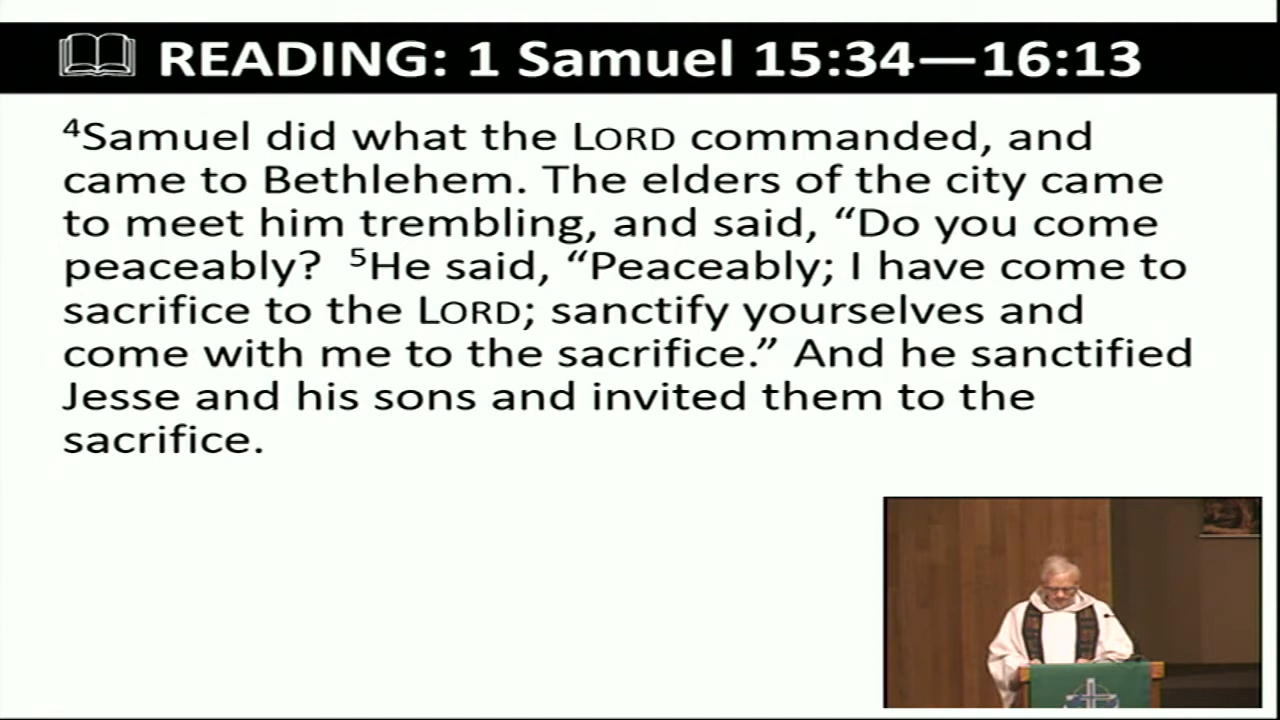 READING: 1 Samuel 15:34—16:13
⁴Samuel did what the LORD commanded, and
came to Bethlehem. The elders of the city came
to meet him trembling, and said, “Do you come
peaceably? ⁵He said, “Peaceably; I have come to
sacrifice to the LORD; sanctify yourselves and
come with me to the sacrifice.” And he sanctified
Jesse and his sons and invited them to the
sacrifice.